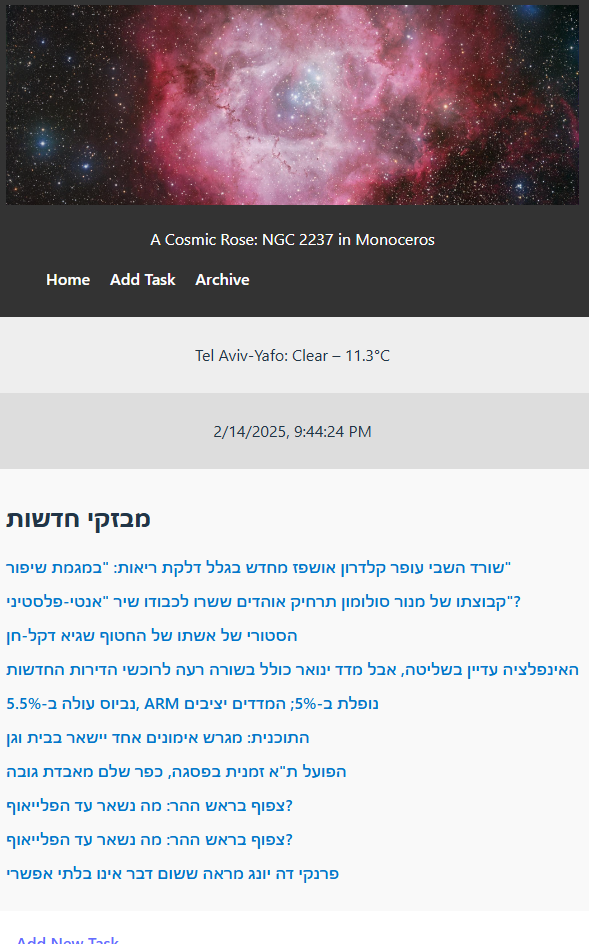 A Cosmic Rose: NGC 2237 in Monoceros
Home Add Task Archive
Tel Aviv-Yafo: Clear – 11.3°C
2/14/2025, 9:44:24 PM
מבזקי חדשות
שורד השבי עופר קלדרון אושפז מחדש בגלל דלקת ריאות: "במגמת שיפור"
קבוצתו של מנור סולומון תרחיק אוהדים ששרו לכבודו שיר "אנטי-פלסטיני"?
הסטורי של אשתו של החטוף שגיא דקל-חן
האינפלציה עדיין בשליטה, אבל מדד ינואר כולל בשורה רעה לרוכשי הדירות החדשות
נביוס עולה ב-5.5%, ARM נופלת ב-5%; המדדים יציבים
התוכנית: מגרש אימונים אחד יישאר בבית וגן
הפועל ת"א זמנית בפסגה, כפר שלם מאבדת גובה
צפוף בראש ההר: מה נשאר עד הפלייאוף?
צפוף בראש ההר: מה נשאר עד הפלייאוף?
פרנקי דה יונג מראה ששום דבר אינו בלתי אפשרי
Add New Task